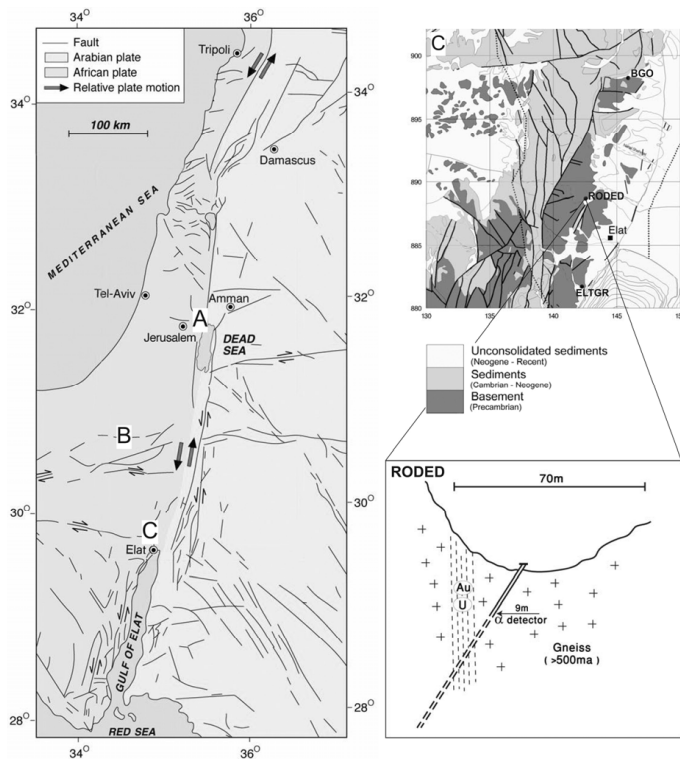 34°
36°
Fault
Arabian plate
African plate
Relative plate motion
100 km
Tripoli
34°
34°
Damascus
MEDITERRANEAN SEA
Tel-Aviv
32°
32°
Amman
A
Jerusalem
DEAD
SEA
B
30°
30°
C
Elat
GULF OF ELAT
28°
28°
RED SEA
34°
36°
C
902
BGO
895
890
RODED
Elat
885
ELTGR
880
130
135
140
145
150
Unconsolidated sediments
(Neogene - Recent)
Sediments
(Cambrian - Neogene)
Basement
(Precambrian)
RODED
70m
Au
U
9m
α detector
Gneiss
(>500ma)